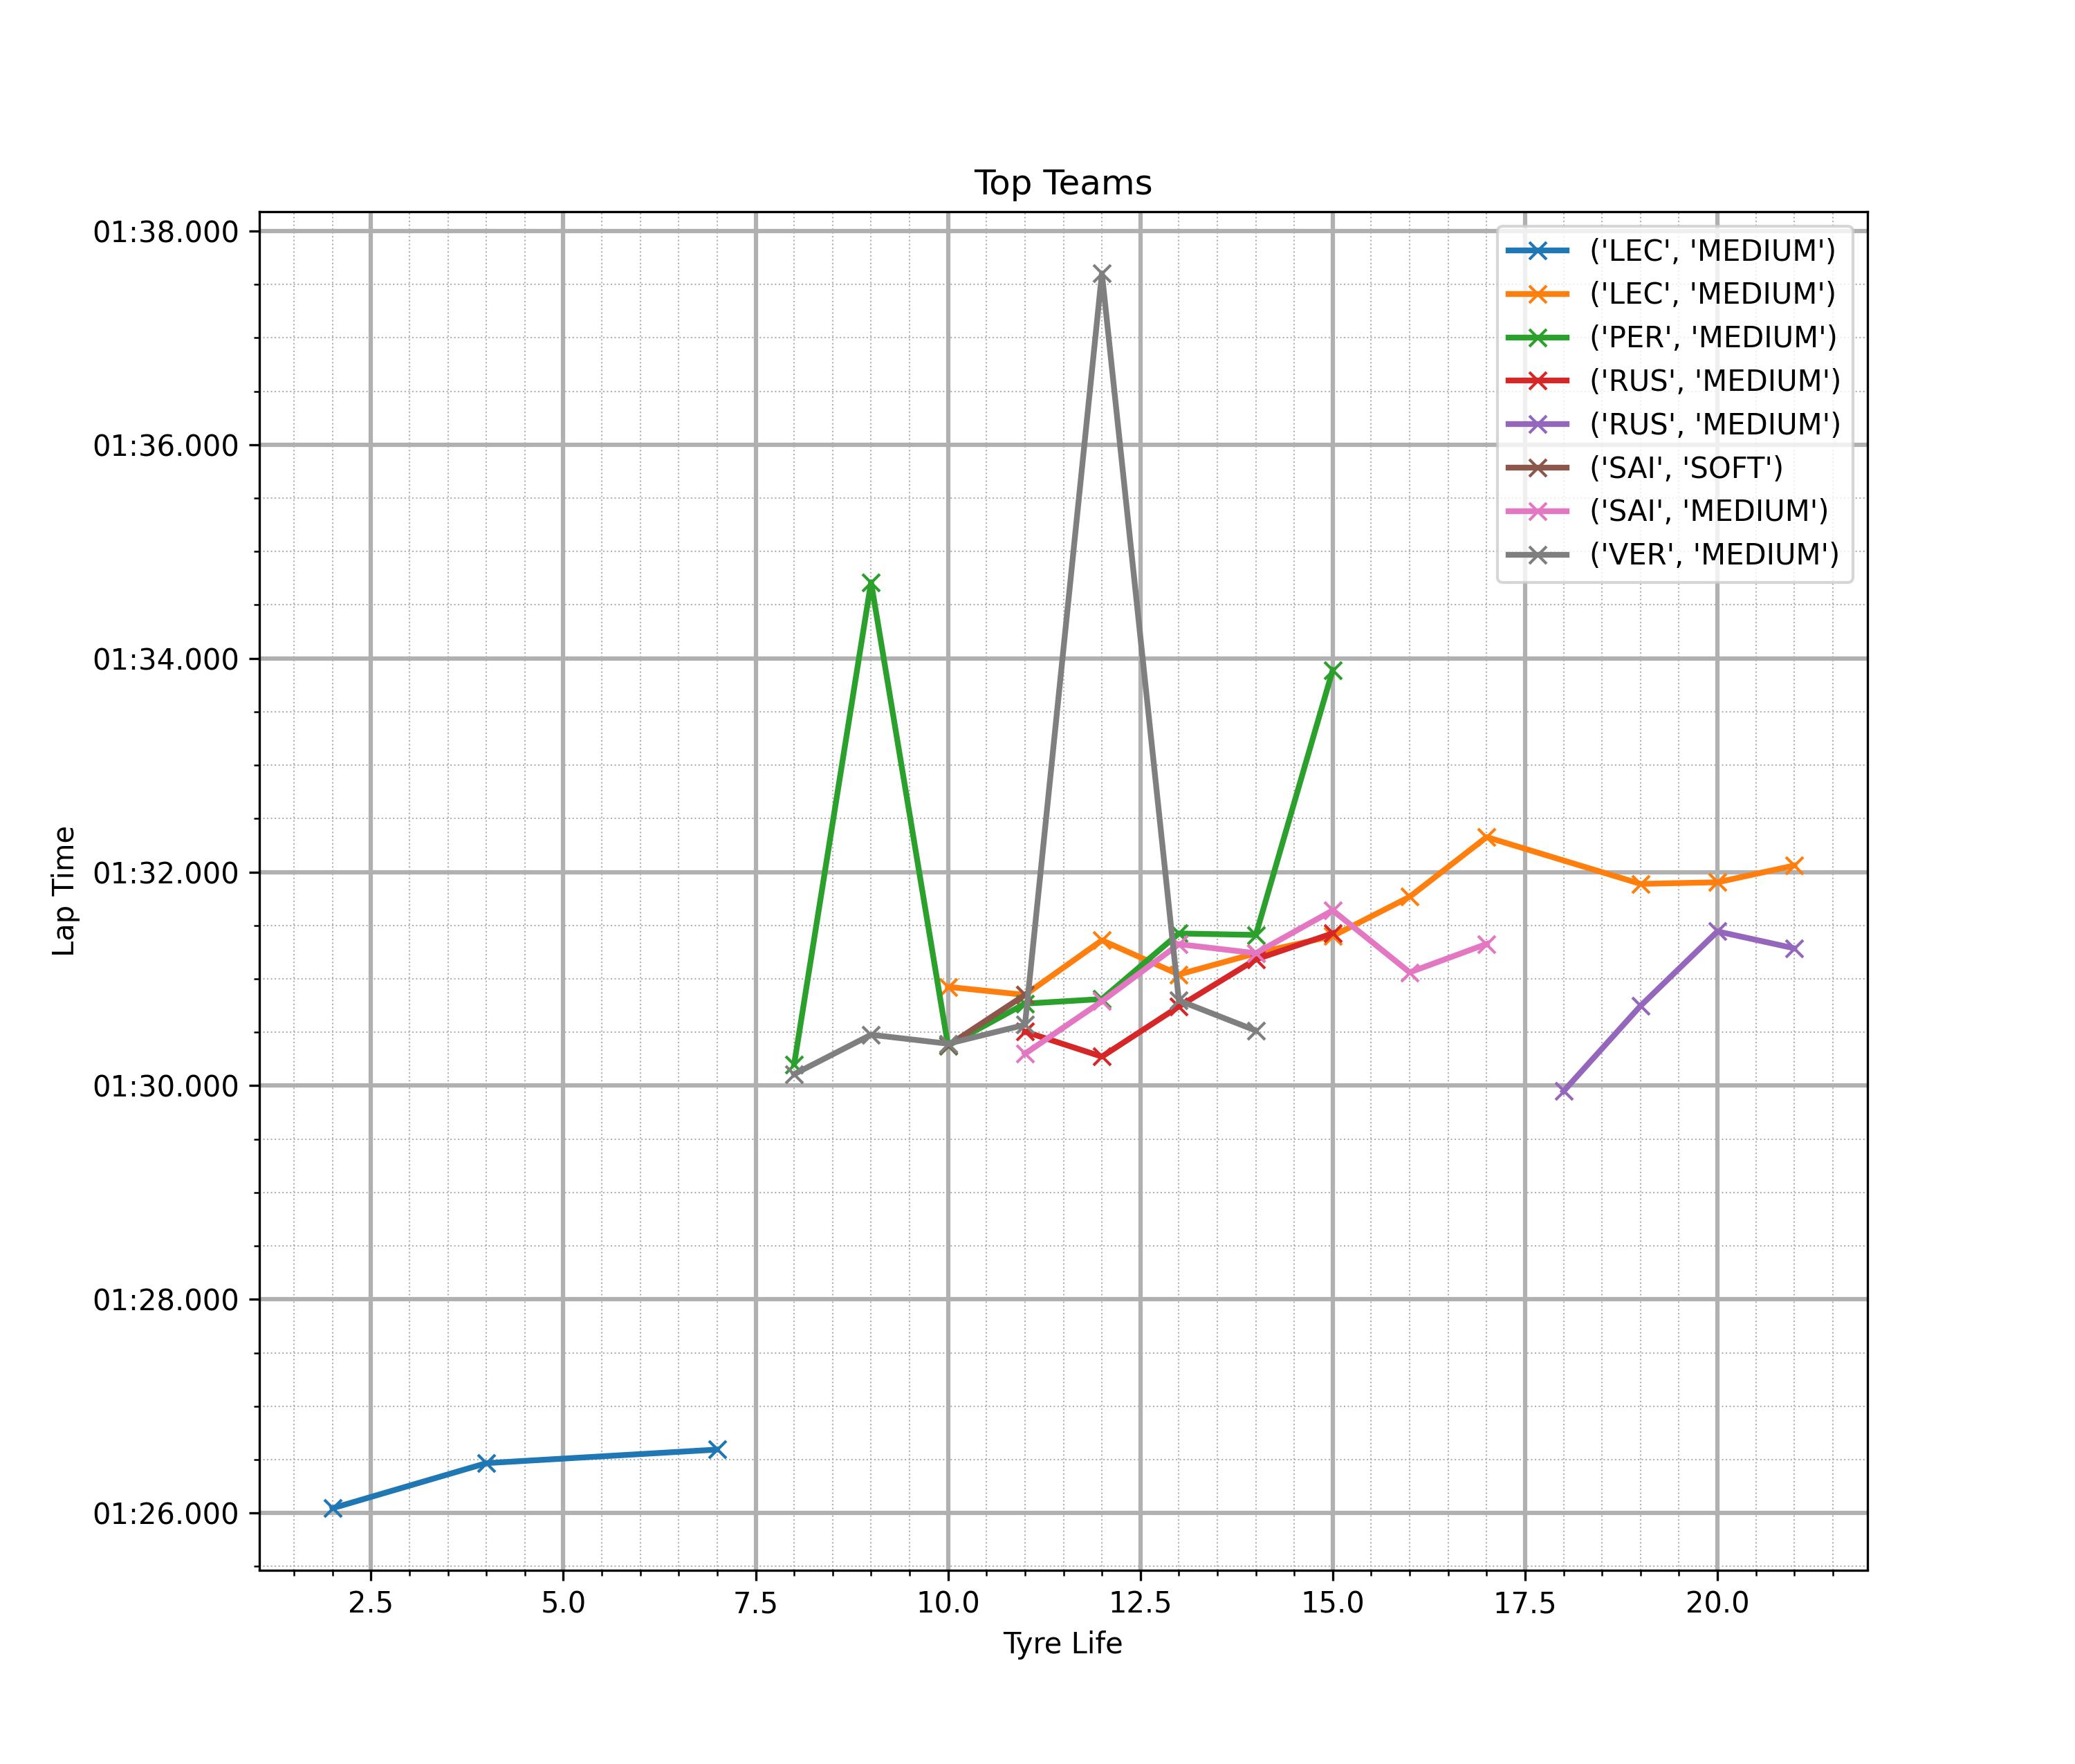 Top Teams
01:38.000
01:36.000
01:34.000
01:32.000
01:30.000
01:28.000
01:26.000
Lap Time
2.5 5.0 7.5 10.0 12.5 15.0 17.5 20.0
Tyre Life
('LEC', 'MEDIUM')
('LEC', 'MEDIUM')
('PER', 'MEDIUM')
('RUS', 'MEDIUM')
('RUS', 'MEDIUM')
('SAI', 'SOFT')
('SAI', 'MEDIUM')
('VER', 'MEDIUM')